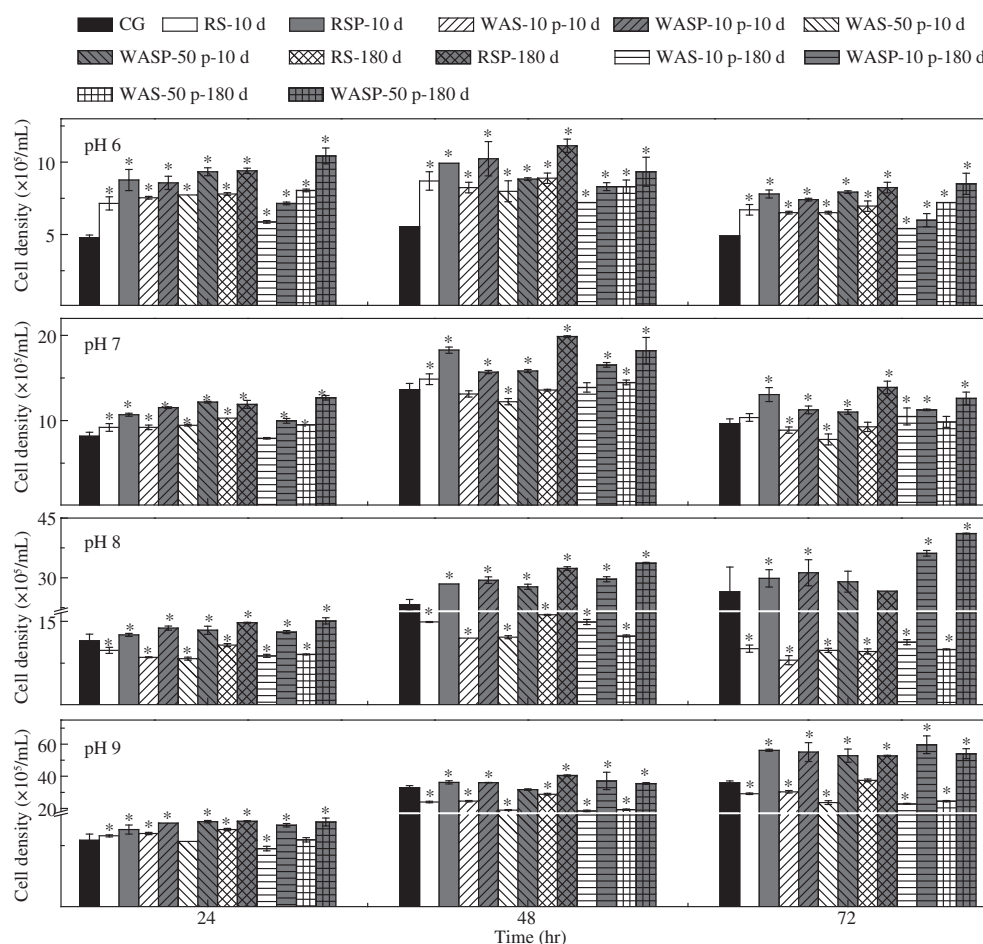 CG RS-10 d RSP-10 d WAS-10 p-10 d WASP-10 p-10 d WAS-50 p-10 d
WASP-50 p-10 d RS-180 d RSP-180 d WAS-10 p-180 d WASP-10 p-180 d
WAS-50 p-180 d WASP-50 p-180 d
pH 6
Cell density (×10⁵/mL)
10
5
pH 7
Cell density (×10⁵/mL)
20
10
pH 8
Cell density (×10⁵/mL)
45
30
15
pH 9
Cell density (×10⁵/mL)
60
40
20
20
24 48 72
Time (hr)